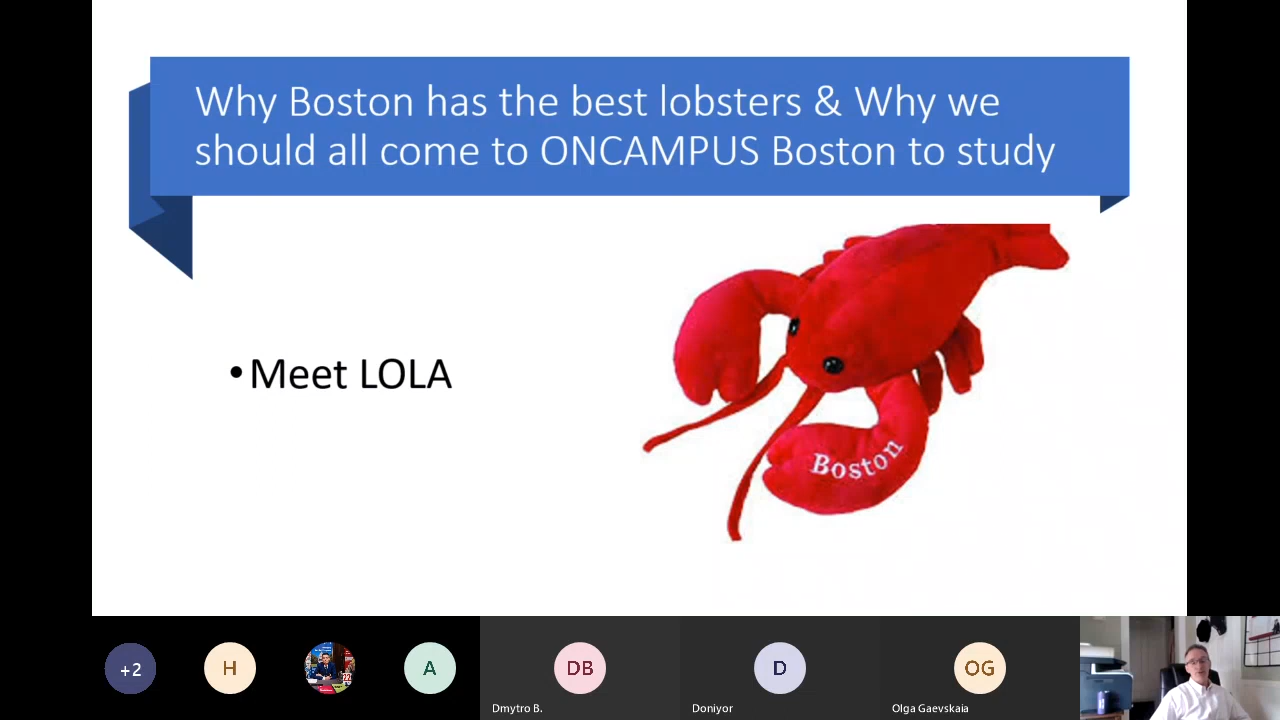 Why Boston has the best lobsters & Why we
should all come to ONCAMPUS Boston to study
•Meet LOLA
Boston
+2
H
A
DB
D
OG
Dmytro B.
Doniyor
Olga Gaevskaia